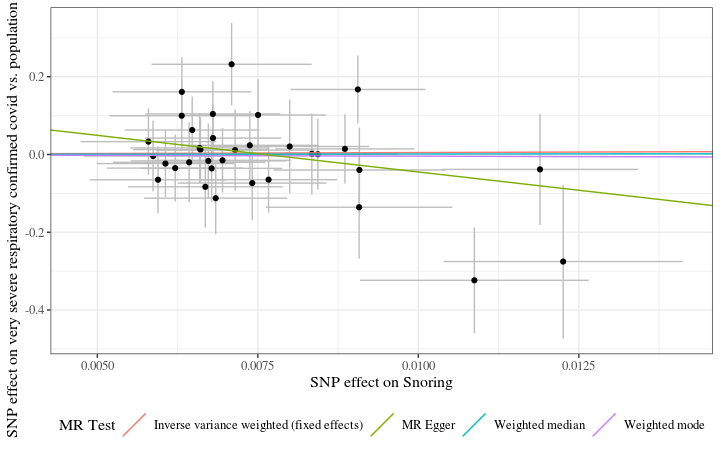 SNP effect on very severe respiratory confirmed covid vs. population
0.2
0.0
-0.2
-0.4
0.0050
0.0075
0.0100
0.0125
SNP effect on Snoring
MR Test
Inverse variance weighted (fixed effects)
MR Egger
Weighted median
Weighted mode